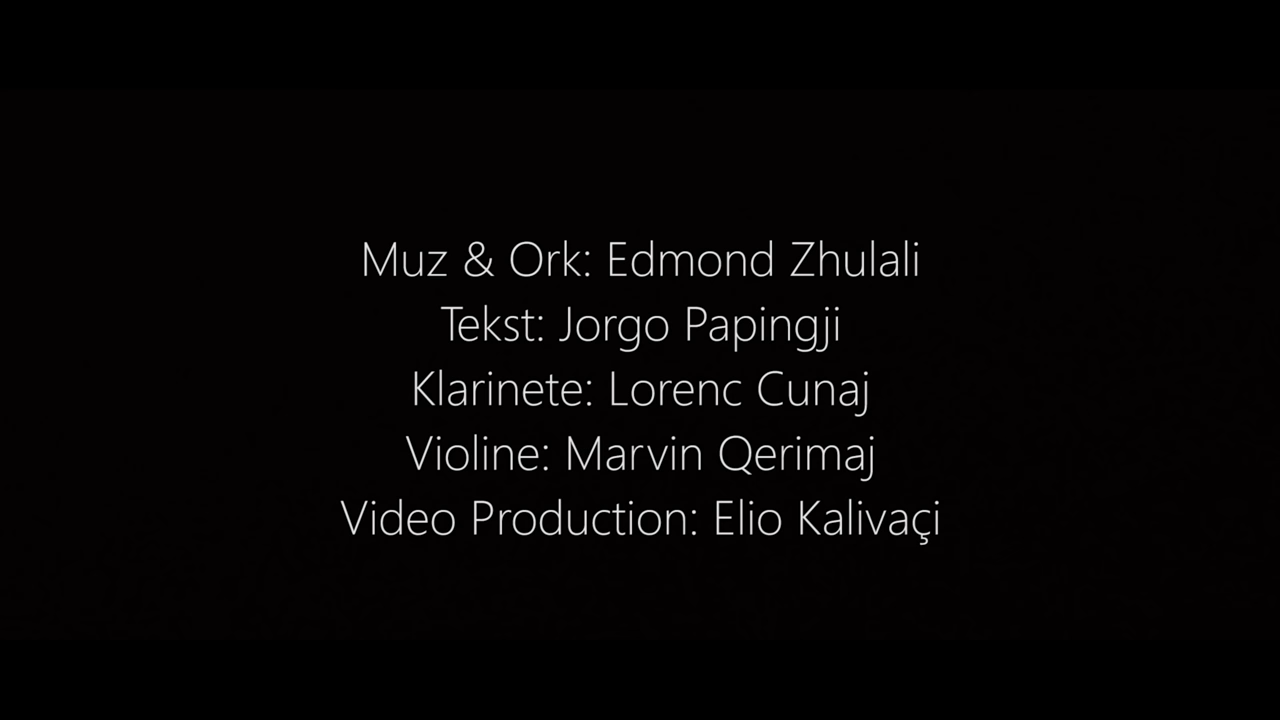 Muz & Ork: Edmond Zhulali
Tekst: Jorgo Papingji
Klarinete: Lorenc Cunaj
Violine: Marvin Qerimaj
Video Production: Elio Kalivaçi